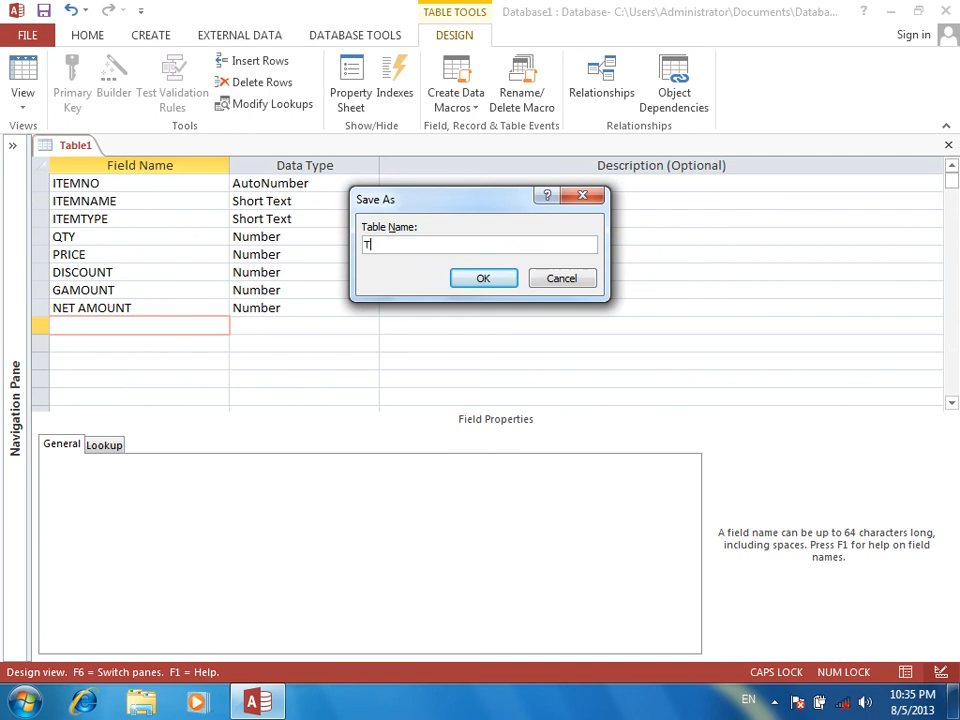 TABLE TOOLS
Database1 : Database- C:\Users\Administrator\Documents\Databa...
FILE
HOME
CREATE
EXTERNAL DATA
DATABASE TOOLS
DESIGN
Sign in
View
Primary Key
Builder
Test Validation Rules
Insert Rows
Delete Rows
Modify Lookups
Property Sheet
Indexes
Create Data Macros
Rename/ Delete Macro
Relationships
Object Dependencies
Views
Tools
Show/Hide
Field, Record & Table Events
Relationships
Table1
Field Name
Data Type
Description (Optional)
ITEMNO AutoNumber
ITEMNAME Short Text
ITEMTYPE Short Text
QTY Number
PRICE Number
DISCOUNT Number
GAMOUNT Number
NET AMOUNT Number
Save As
Table Name:
T
OK
Cancel
Navigation Pane
Field Properties
General
Lookup
A field name can be up to 64 characters long,
including spaces. Press F1 for help on field
names.
Design view. F6 = Switch panes. F1 = Help.
CAPS LOCK
NUM LOCK
EN
10:35 PM
8/5/2013